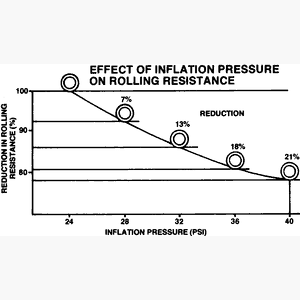 EFFECT OF INFLATION PRESSURE
ON ROLLING RESISTANCE
REDUCTION IN ROLLING
RESISTANCE (%)
100
90
80
7%
13%
18%
21%
REDUCTION
24
28
32
36
40
INFLATION PRESSURE (PSI)